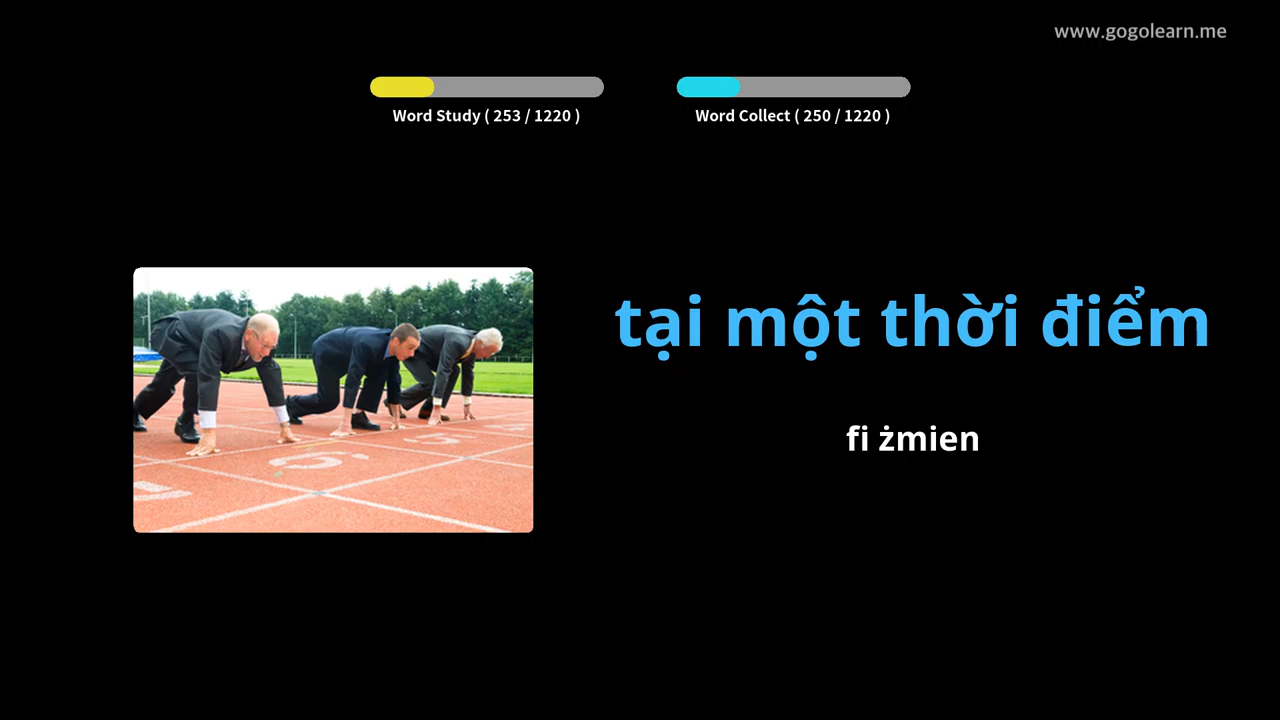 www.gogolearn.me
Word Study ( 253 / 1220 )
Word Collect ( 250 / 1220 )
tại một thời điểm
fi żmien